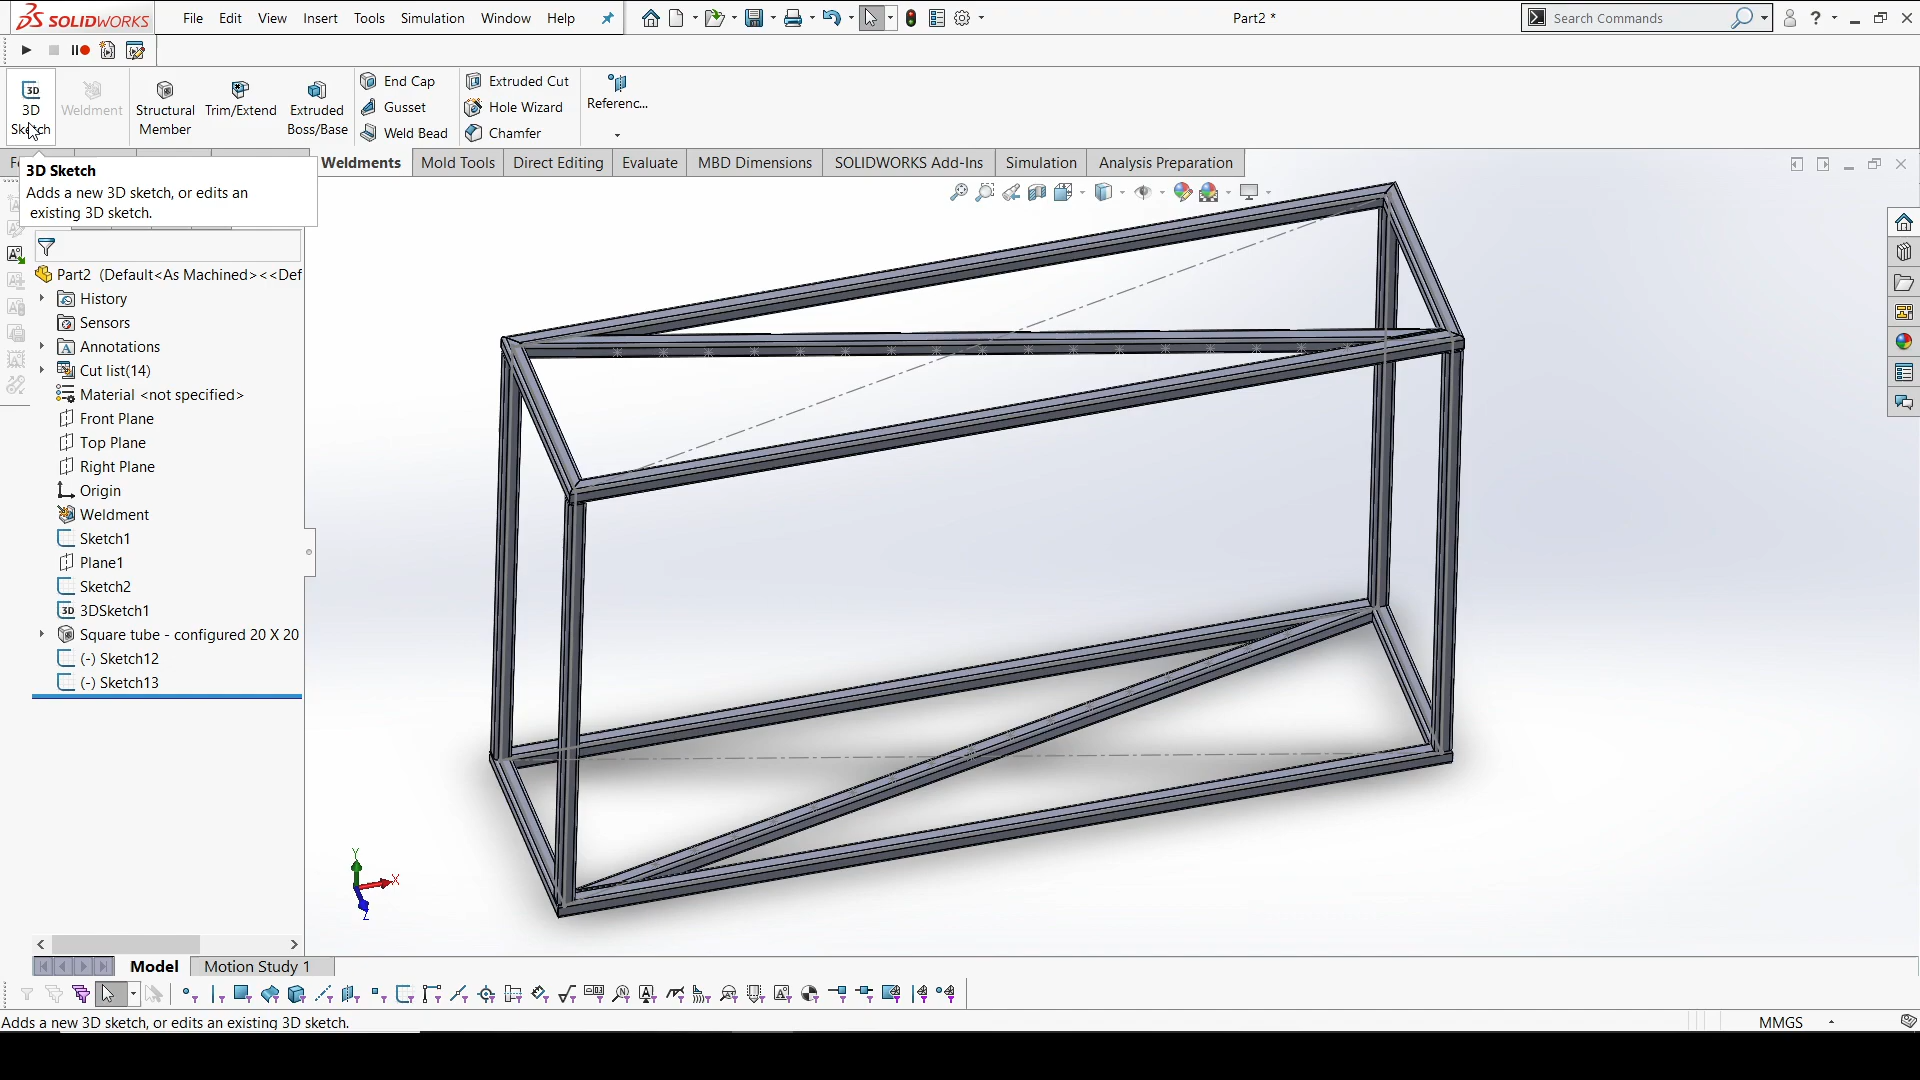 SOLIDWORKS
File Edit View Insert Tools Simulation Window Help
Part2 *
Search Commands
3D
3D
Sketch
Weldment
Structural
Member
Trim/Extend
Extruded
Boss/Base
End Cap
Gusset
Weld Bead
Extruded Cut
Hole Wizard
Chamfer
Referenc...
Weldments Mold Tools Direct Editing Evaluate MBD Dimensions SOLIDWORKS Add-Ins Simulation Analysis Preparation
3D Sketch
Adds a new 3D sketch, or edits an
existing 3D sketch.
Part2 (Default<As Machined><<Def
History
Sensors
Annotations
Cut list(14)
Material <not specified>
Front Plane
Top Plane
Right Plane
Origin
Weldment
Sketch1
Plane1
Sketch2
3D 3DSketch1
Square tube - configured 20 X 20
(-) Sketch12
(-) Sketch13
Y
X
Z
Model Motion Study 1
Adds a new 3D sketch, or edits an existing 3D sketch.
MMGS